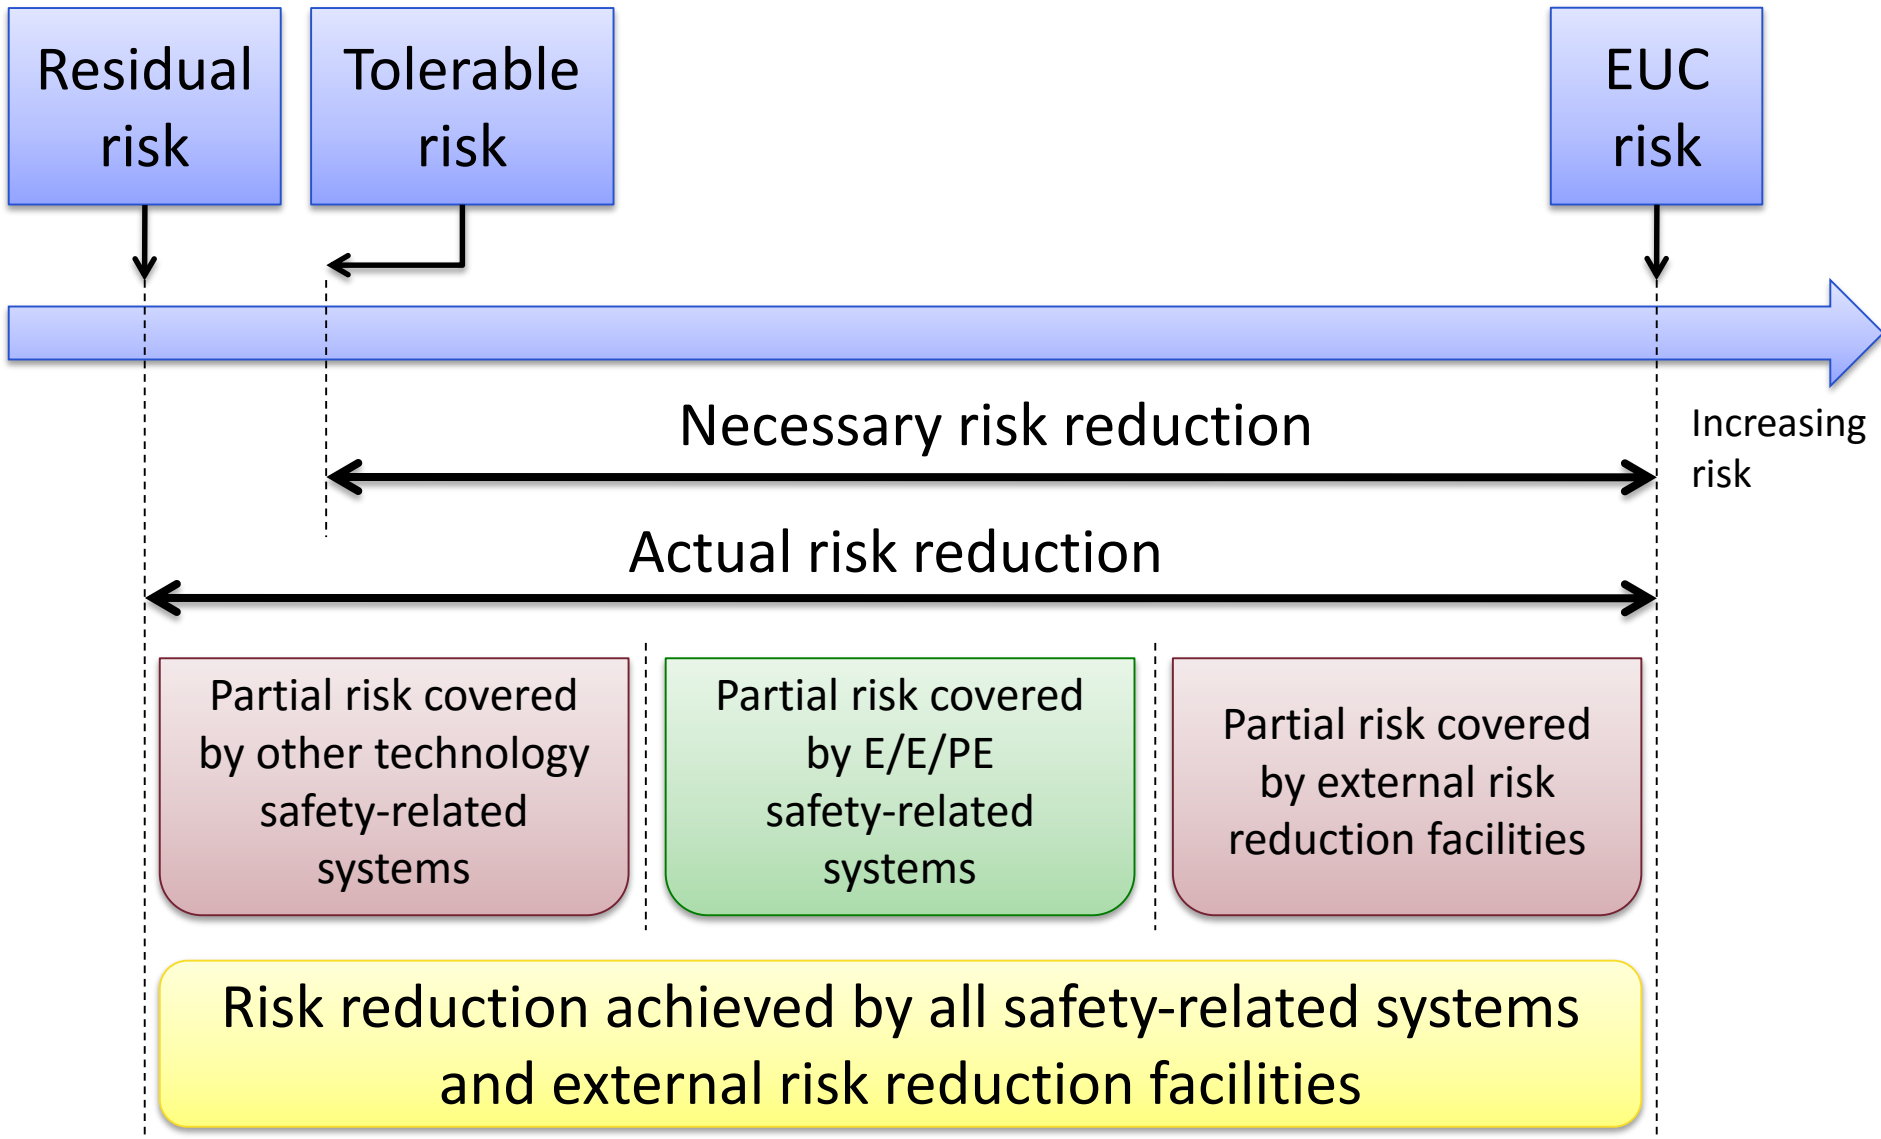 Residual
risk
Tolerable
risk
EUC
risk
Necessary risk reduction
Increasing
risk
Actual risk reduction
Partial risk covered
by other technology
safety-related
systems
Partial risk covered
by E/E/PE
safety-related
systems
Partial risk covered
by external risk
reduction facilities
Risk reduction achieved by all safety-related systems
and external risk reduction facilities